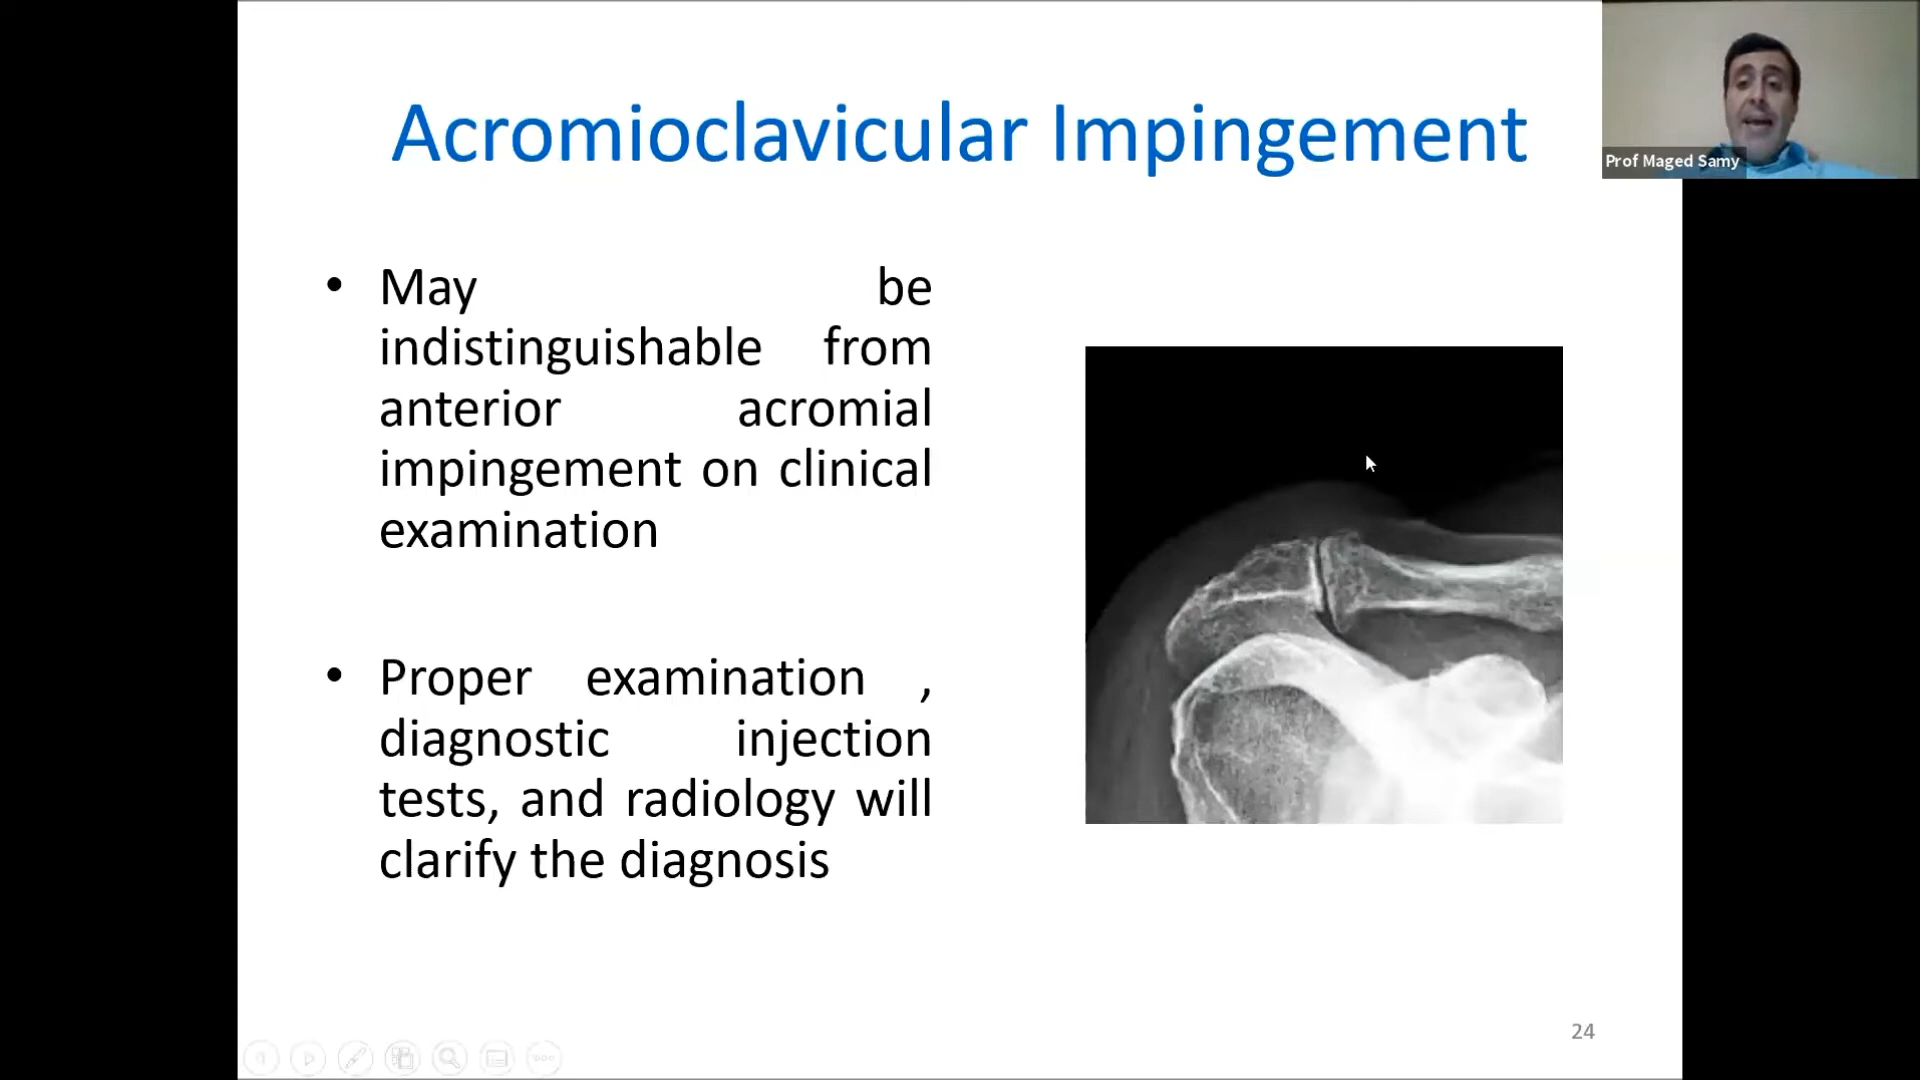 Acromioclavicular Impingement
Prof Maged Samy
• May be
indistinguishable from
anterior acromial
impingement on clinical
examination
• Proper examination ,
diagnostic injection
tests, and radiology will
clarify the diagnosis
24